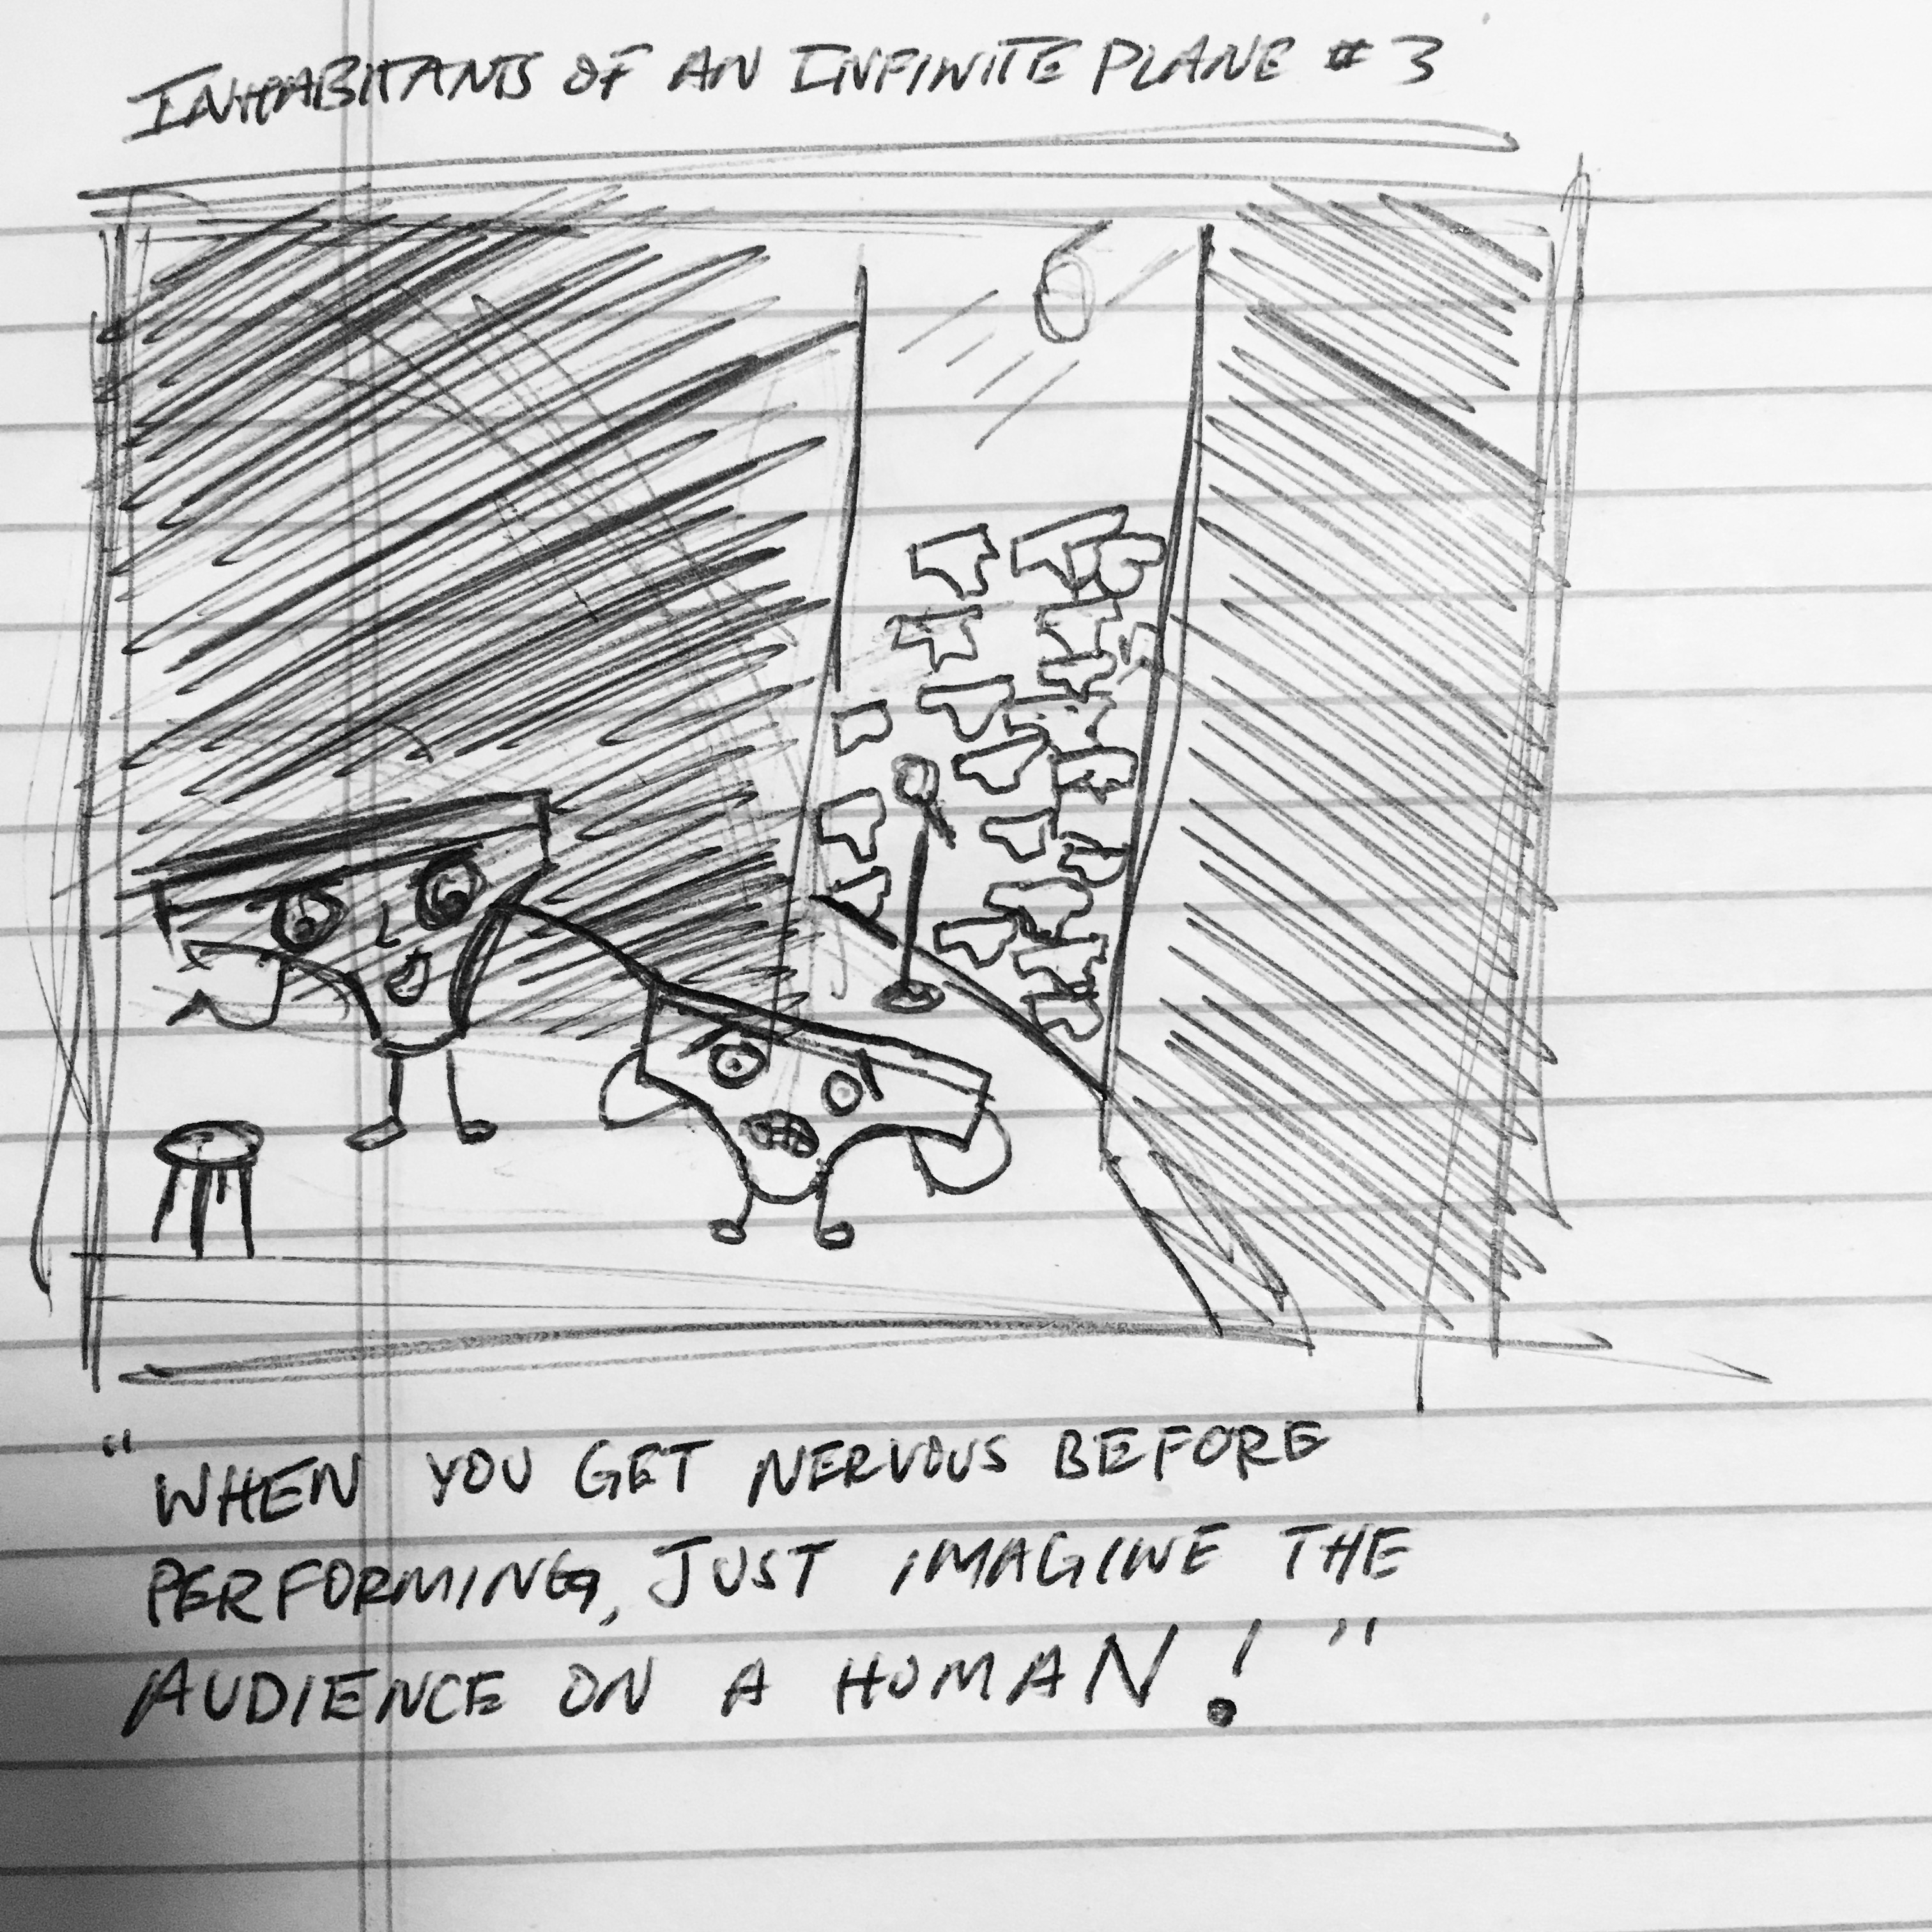 INHABITANTS OF AN INFINITE PLANE #3
"WHEN YOU GET NERVOUS BEFORE
PERFORMING, JUST IMAGINE THE
AUDIENCE ON A HUMAN!"